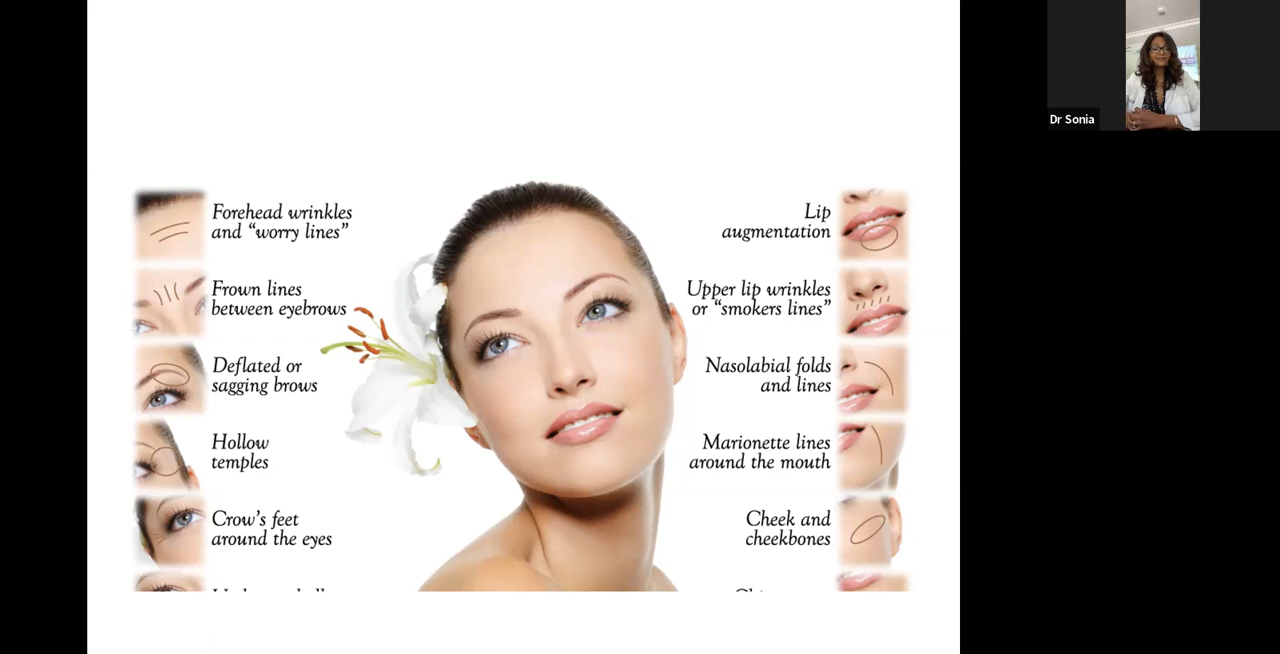 Forehead wrinkles
and “worry lines”
Frown lines
between eyebrows
Deflated or
sagging brows
Hollow
temples
Crow’s feet
around the eyes
Lip
augmentation
Upper lip wrinkles
or “smokers lines”
Nasolabial folds
and lines
Marionette lines
around the mouth
Cheek and
cheekbones
Dr Sonia